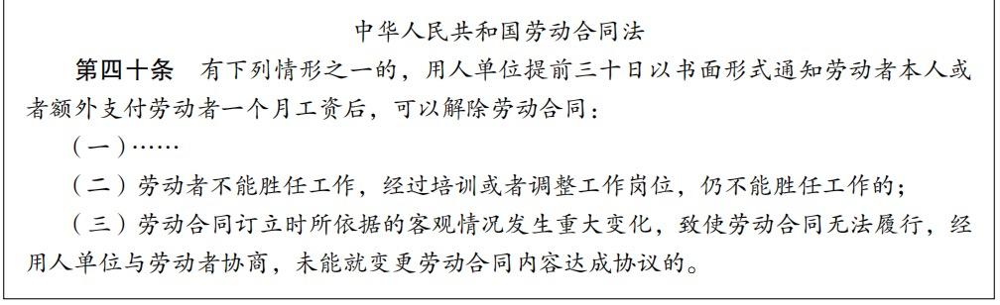 中华人民共和国劳动合同法
第四十条　有下列情形之一的，用人单位提前三十日以书面形式通知劳动者本人或
者额外支付劳动者一个月工资后，可以解除劳动合同：
（一）……
（二）劳动者不能胜任工作，经过培训或者调整工作岗位，仍不能胜任工作的；
（三）劳动合同订立时所依据的客观情况发生重大变化，致使劳动合同无法履行，经
用人单位与劳动者协商，未能就变更劳动合同内容达成协议的。